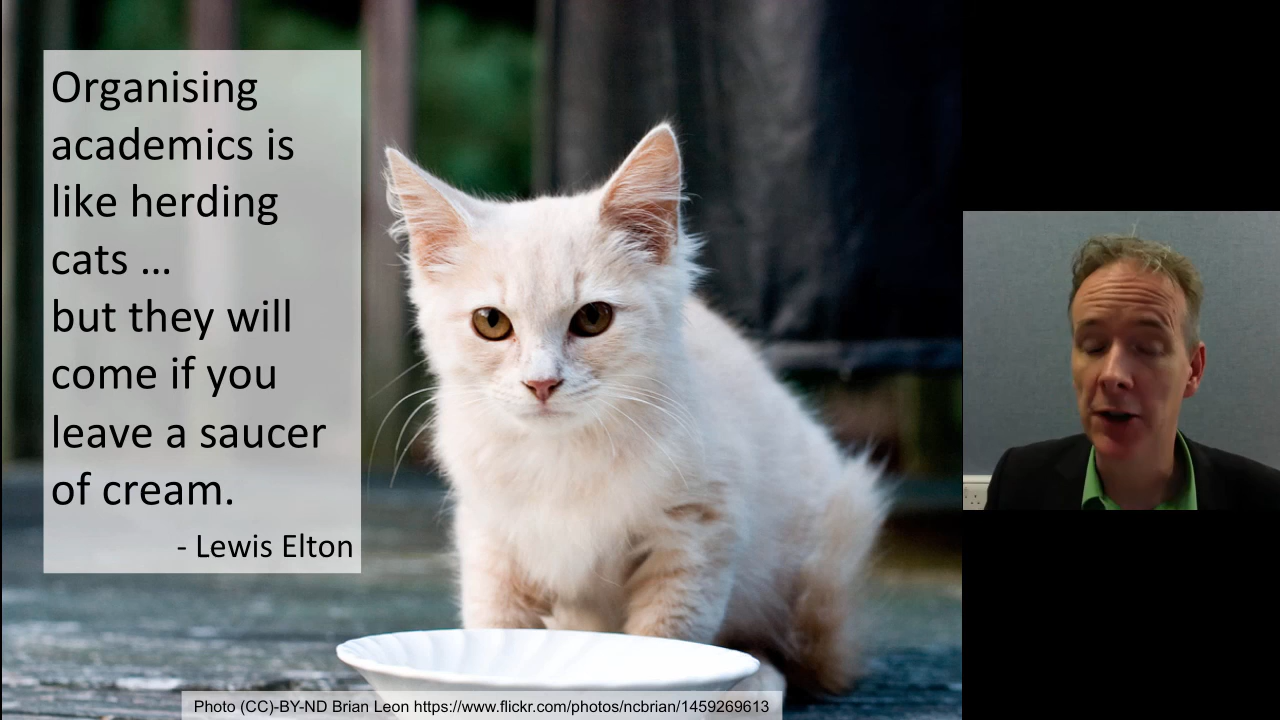 Organising
academics is
like herding
cats ...
but they will
come if you
leave a saucer
of cream.
- Lewis Elton
Photo (CC)-BY-ND Brian Leon https://www.flickr.com/photos/ncbrian/1459269613